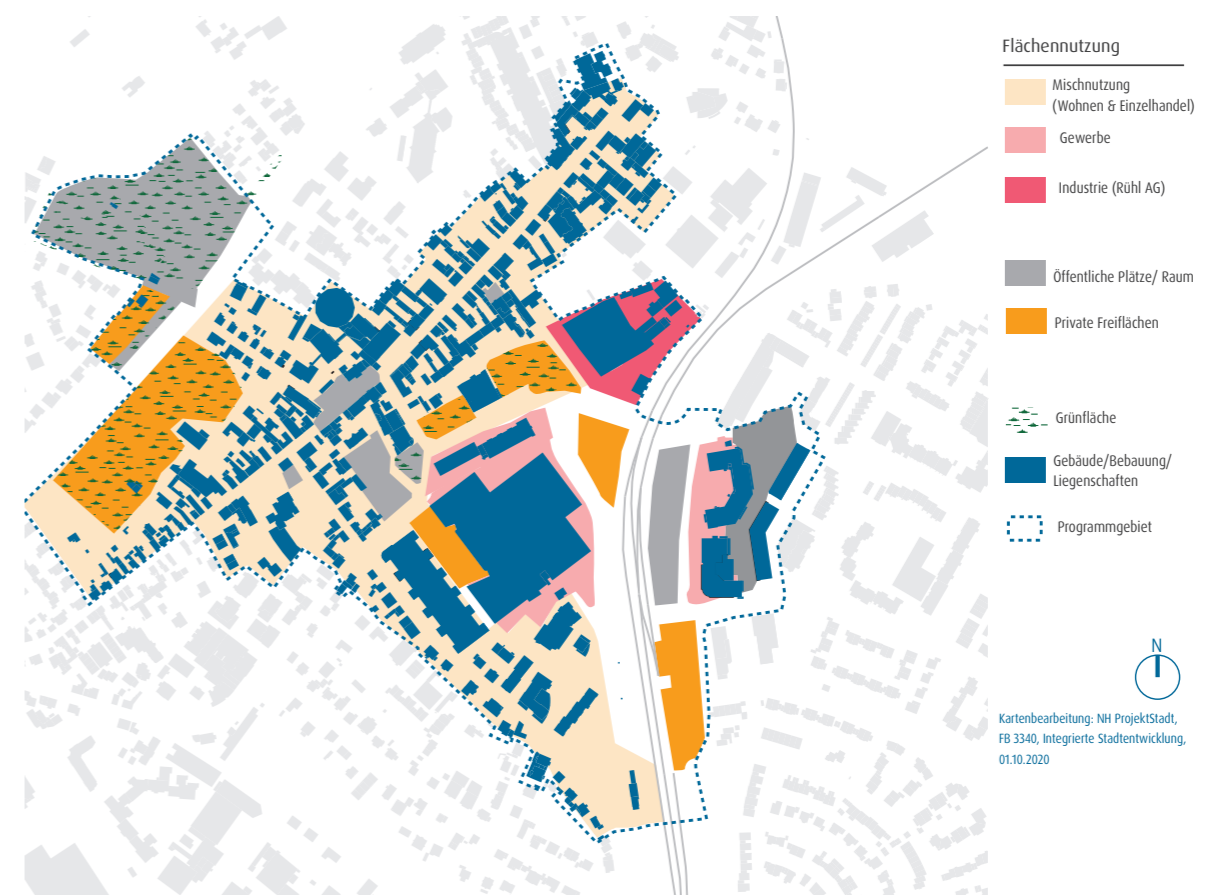 Flächennutzung
Mischnutzung
(Wohnen & Einzelhandel)
Gewerbe
Industrie (Rühl AG)
Öffentliche Plätze/ Raum
Private Freiflächen
Grünfläche
Gebäude/Bebauung/
Liegenschaften
Programmgebiet
N
Kartenbearbeitung: NH ProjektStadt,
FB 3340, Integrierte Stadtentwicklung,
01.10.2020